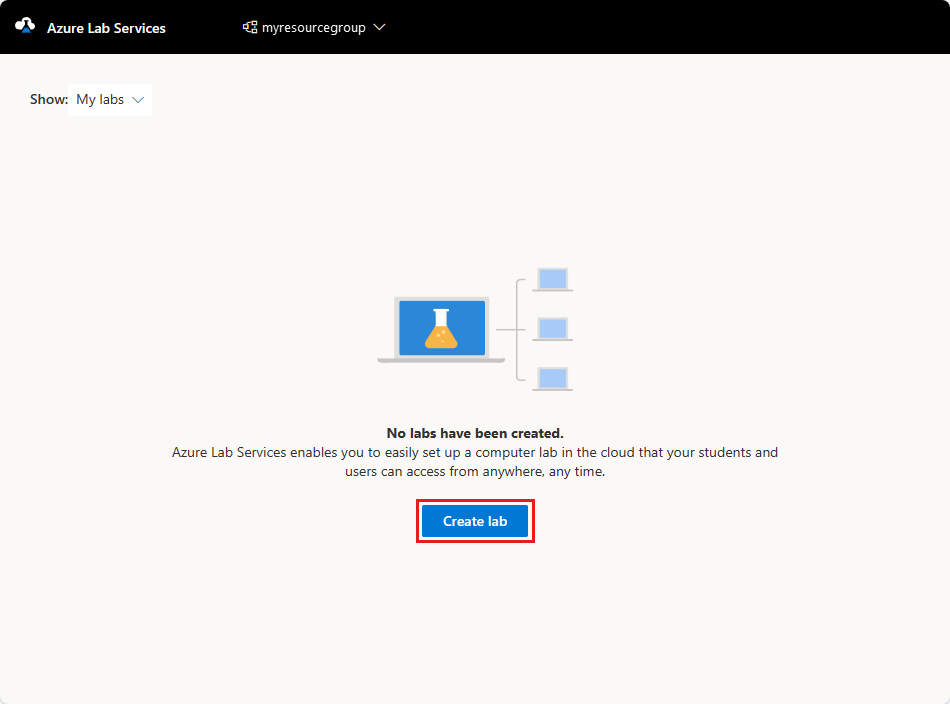 Azure Lab Services
myresourcegroup
Show: My labs
No labs have been created.
Azure Lab Services enables you to easily set up a computer lab in the cloud that your students and
users can access from anywhere, any time.
Create lab